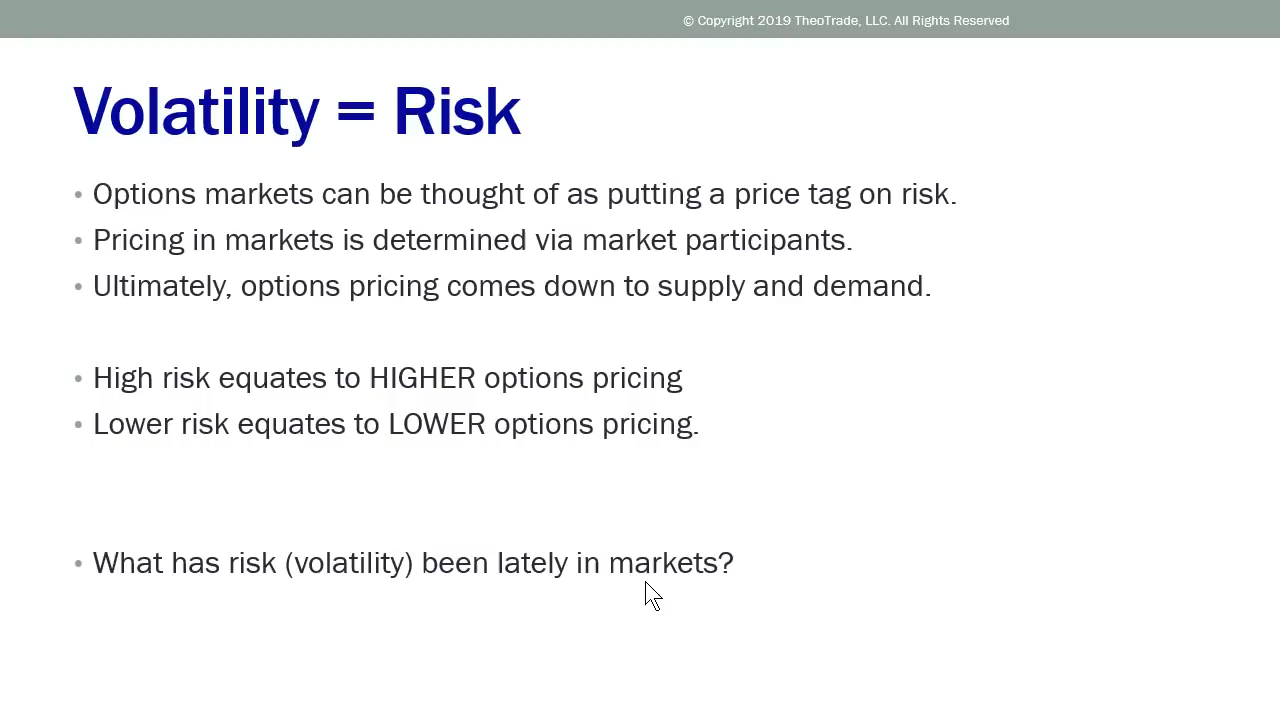 © Copyright 2019 TheoTrade, LLC. All Rights Reserved
Volatility = Risk
• Options markets can be thought of as putting a price tag on risk.
• Pricing in markets is determined via market participants.
• Ultimately, options pricing comes down to supply and demand.
• High risk equates to HIGHER options pricing
• Lower risk equates to LOWER options pricing.
• What has risk (volatility) been lately in markets?